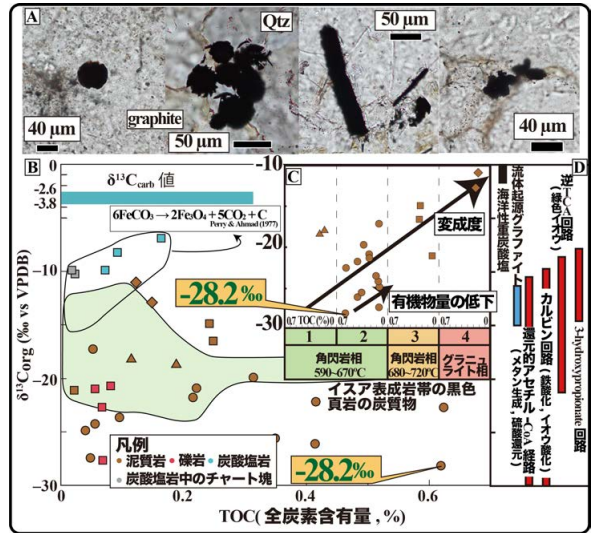 A
Qtz
graphite
40 μm
50 μm
50 μm
40 μm
B
0
-2.6
-3.8
-10
-20
-30
δ¹³Corg (‰ vs VPDB)
δ¹³Ccarb 値
6FeCO₃→2Fe₃O₄+5CO₂+C
Perry & Ahmad (1977)
-28.2‰
凡例
泥質岩
礫岩
炭酸塩岩
炭酸塩岩中のチャート塊
-28.2‰
0
0.2
0.4
0.6
TOC(全炭素含有量,%)
C
-10
-20
-30
変成度
有機物量の低下
0.7 TOC(%) 0
0.7
0
0.7
0
0.7
0
1
2
3
4
角閃岩相
590~670℃
角閃岩相
680~720℃
グラニュ
ライト相
イスア表成岩帯の黒色
頁岩の炭質物
D
流体起源グラファイト
海洋性重炭酸塩
還元的アセチルCoA 経路
(メタン生成,硫酸還元)
カルビン回路
(鉄酸化,イオウ酸化)
逆TCA回路
(緑色イオウ)
3-hydroxypropionate 回路